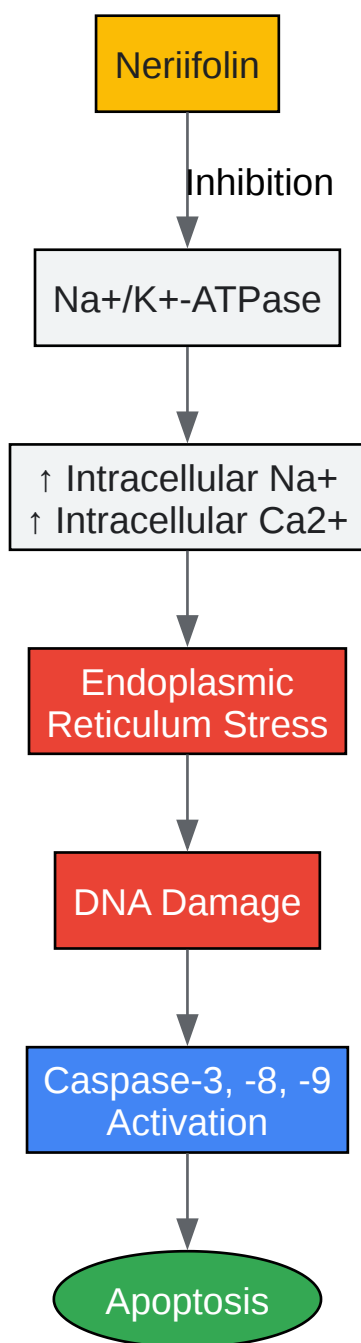 Neriifolin
Inhibition
Na+/K+-ATPase
↑ Intracellular Na+
↑ Intracellular Ca2+
Endoplasmic
Reticulum Stress
DNA Damage
Caspase-3, -8, -9
Activation
Apoptosis